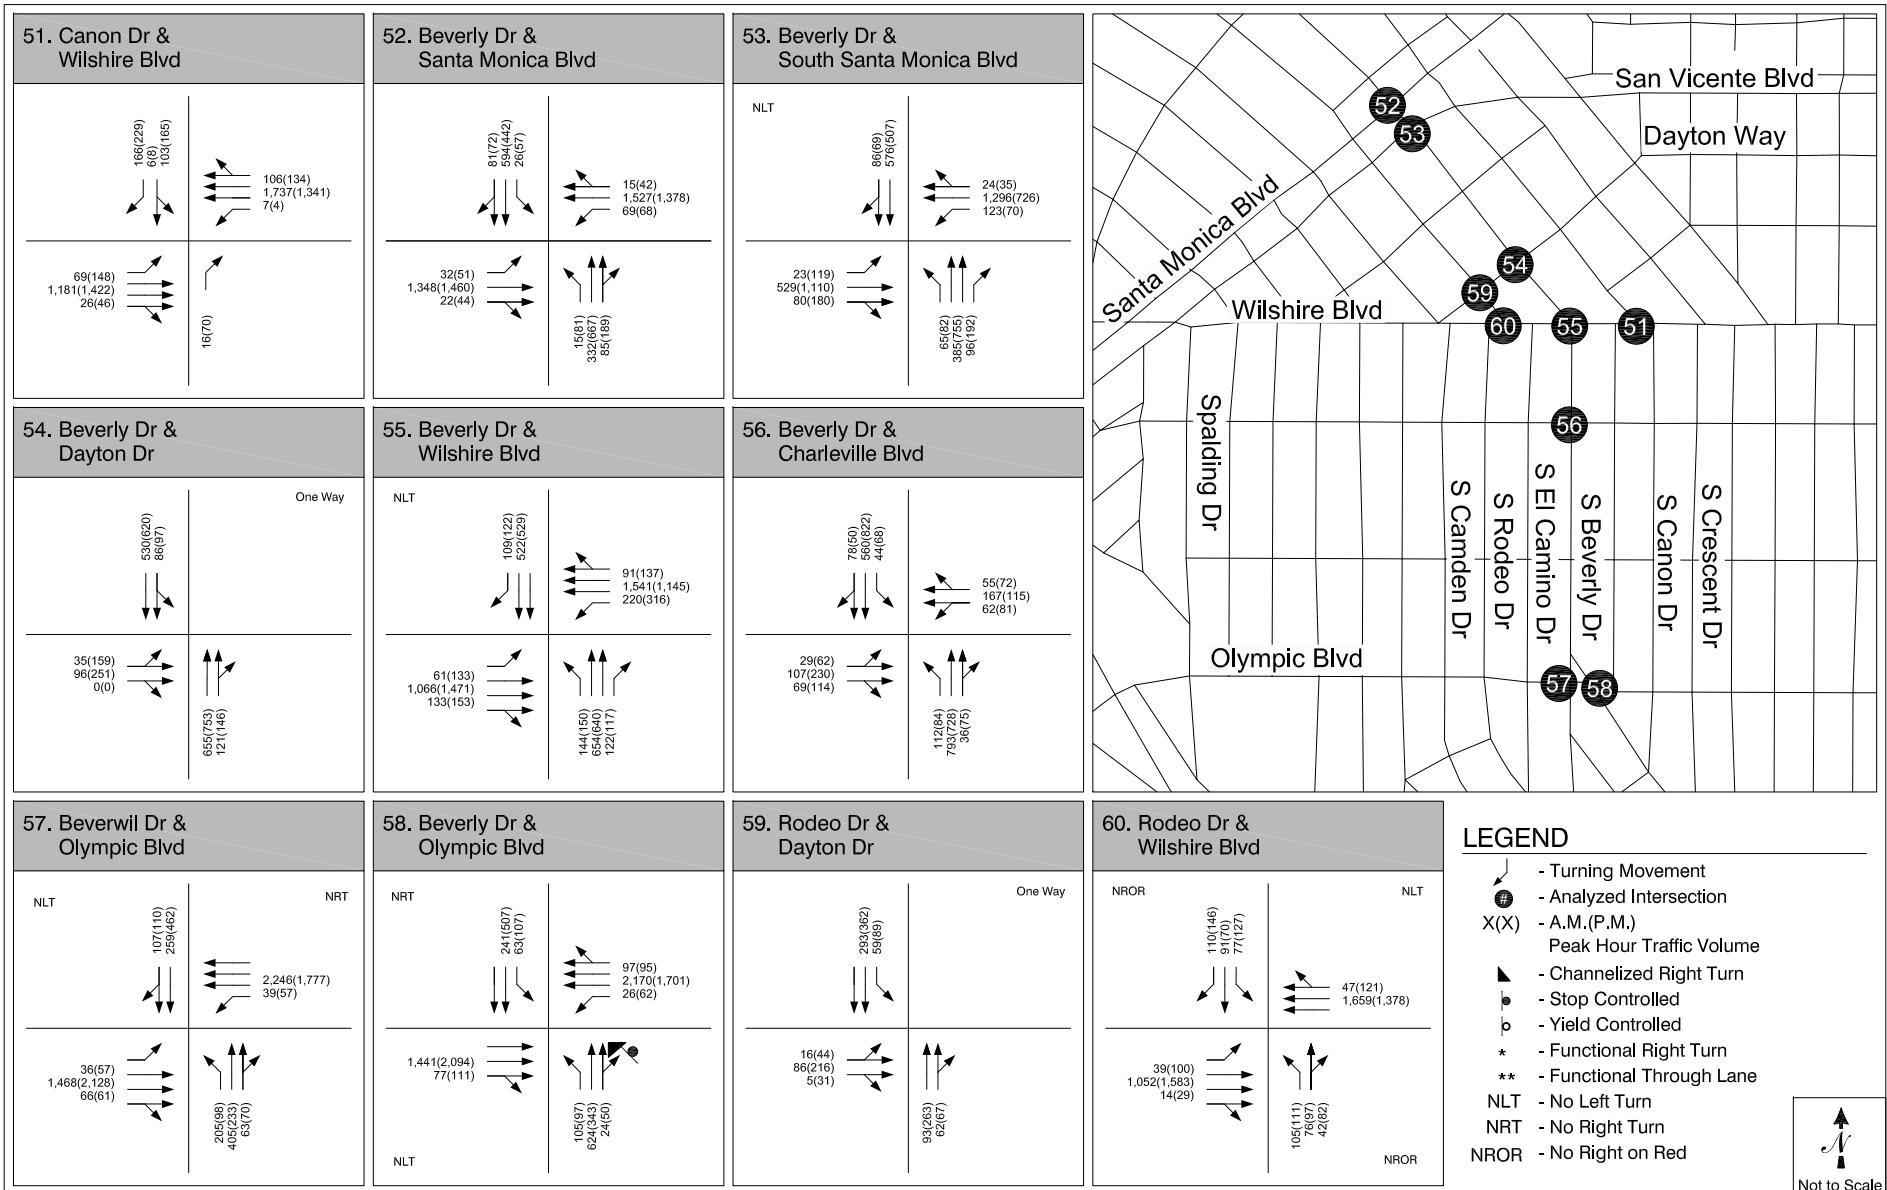 51. Canon Dr &
Wilshire Blvd
166(229)
6(8)
103(165)
106(134)
1,737(1,341)
7(4)
69(148)
1,181(1,422)
26(46)
16(70)
52. Beverly Dr &
Santa Monica Blvd
81(72)
594(442)
26(57)
15(42)
1,527(1,378)
69(68)
32(51)
1,348(1,460)
22(44)
15(81)
332(667)
85(189)
53. Beverly Dr &
South Santa Monica Blvd
NLT
86(69)
576(507)
24(35)
1,296(726)
123(70)
23(119)
529(1,110)
80(180)
65(82)
385(755)
96(192)
54. Beverly Dr &
Dayton Dr
One Way
530(620)
86(97)
35(159)
96(251)
0(0)
655(753)
121(146)
55. Beverly Dr &
Wilshire Blvd
NLT
109(122)
522(529)
91(137)
1,541(1,145)
220(316)
61(133)
1,066(1,471)
133(153)
144(150)
654(640)
122(117)
56. Beverly Dr &
Charleville Blvd
78(50)
560(822)
44(68)
55(72)
167(115)
62(81)
29(62)
107(230)
69(114)
112(84)
793(728)
36(75)
57. Beverwil Dr &
Olympic Blvd
NLT
NRT
107(110)
259(462)
2,246(1,777)
39(57)
36(57)
1,468(2,128)
66(61)
205(98)
405(233)
63(70)
58. Beverly Dr &
Olympic Blvd
NRT
241(507)
63(107)
97(95)
2,170(1,701)
26(62)
1,441(2,094)
77(111)
105(97)
624(343)
24(50)
NLT
59. Rodeo Dr &
Dayton Dr
One Way
293(362)
59(89)
16(44)
86(216)
5(31)
93(263)
62(67)
60. Rodeo Dr &
Wilshire Blvd
NROR
NLT
110(146)
91(70)
77(127)
47(121)
1,659(1,378)
39(100)
1,052(1,583)
14(29)
105(111)
76(97)
42(82)
NROR
San Vicente Blvd
Dayton Way
Santa Monica Blvd
Wilshire Blvd
52
53
54
59
60
55
51
56
57
58
Spalding Dr
S Camden Dr
S Rodeo Dr
S El Camino Dr
S Beverly Dr
S Canon Dr
S Crescent Dr
Olympic Blvd
LEGEND
- Turning Movement
# - Analyzed Intersection
X(X) - A.M.(P.M.)
Peak Hour Traffic Volume
- Channelized Right Turn
- Stop Controlled
- Yield Controlled
* - Functional Right Turn
** - Functional Through Lane
NLT - No Left Turn
NRT - No Right Turn
NROR - No Right on Red
N
Not to Scale